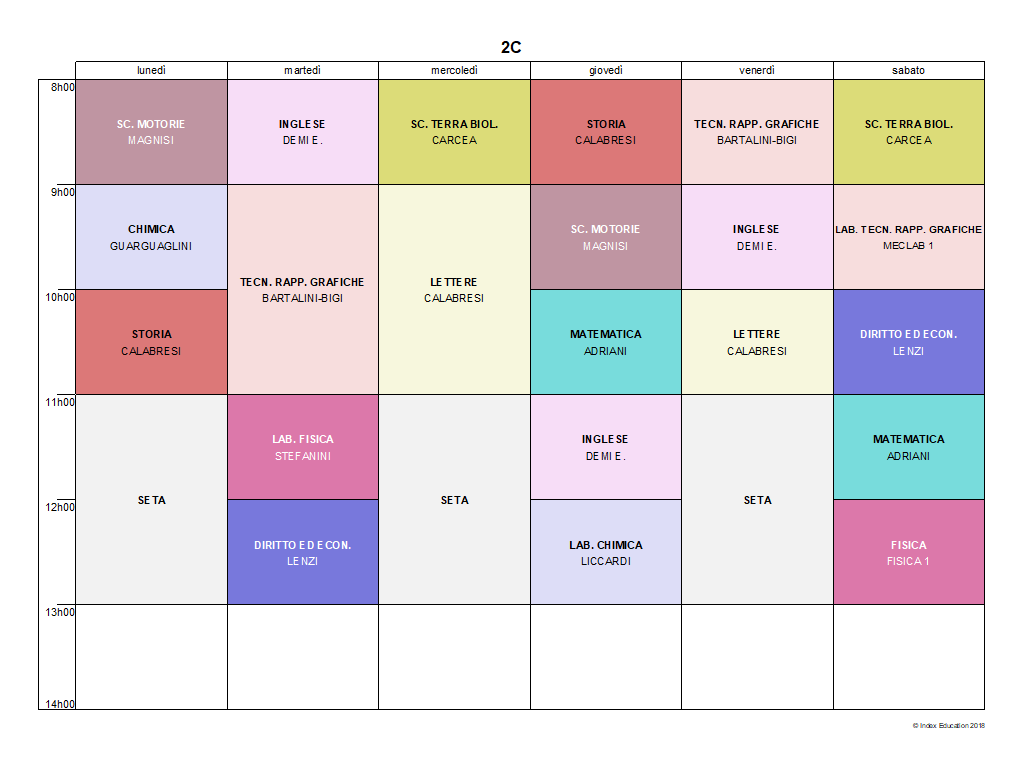 2C
lunedì martedì mercoledì giovedì venerdì sabato
8h00
SC. MOTORIE
MAGNISI
INGLESE
DEMI E.
SC. TERRA BIOL.
CARCEA
STORIA
CALABRESI
TECN. RAPP. GRAFICHE
BARTALINI-BIGI
SC. TERRA BIOL.
CARCEA
9h00
CHIMICA
GUARGUAGLINI
TECN. RAPP. GRAFICHE
BARTALINI-BIGI
LETTERE
CALABRESI
SC. MOTORIE
MAGNISI
INGLESE
DEMI E.
LAB. TECN. RAPP. GRAFICHE
MECLAB 1
10h00
STORIA
CALABRESI
MATEMATICA
ADRIANI
LETTERE
CALABRESI
DIRITTO ED ECON.
LENZI
11h00
SETA
LAB. FISICA
STEFANINI
SETA
INGLESE
DEMI E.
SETA
MATEMATICA
ADRIANI
12h00
DIRITTO ED ECON.
LENZI
LAB. CHIMICA
LICCARDI
FISICA
FISICA 1
13h00
14h00
© Index Education 2018